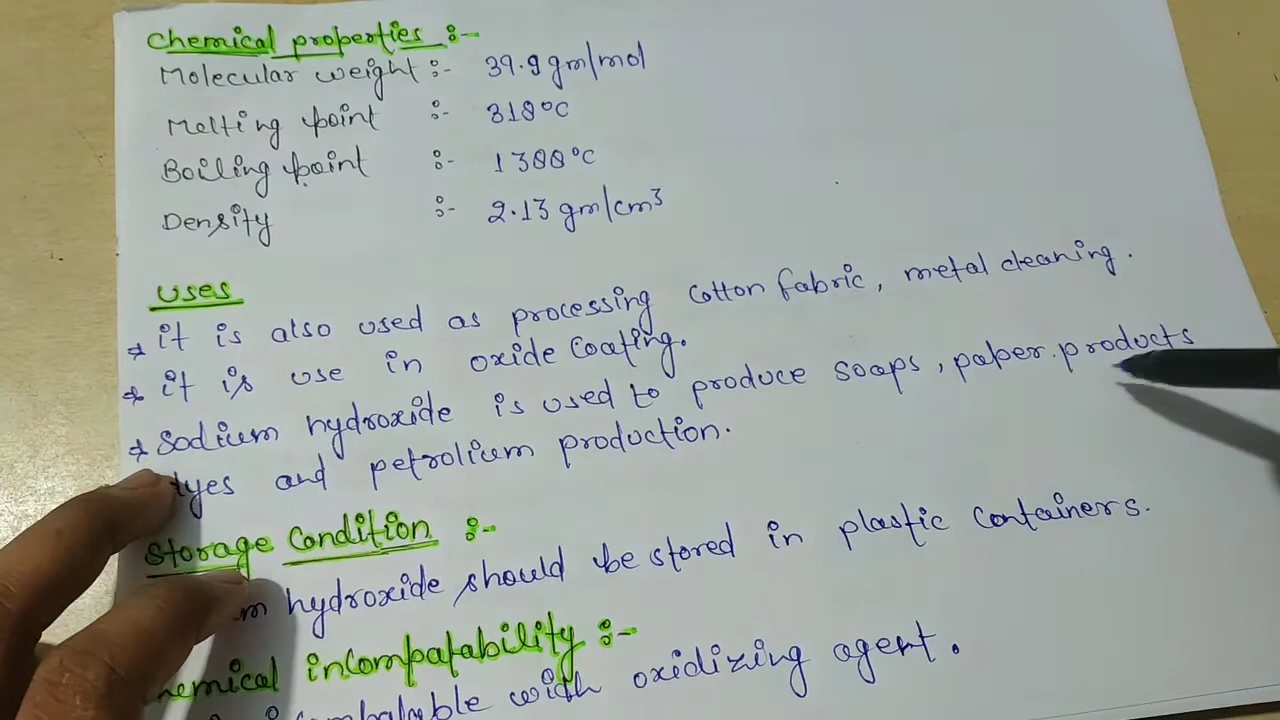 Chemical properties :-
Molecular weight :- 39.9 gm/mol
Melting point :- 318°C
Boiling point :- 1388°C
Density :- 2.13 gm/cm³
Uses
* it is also used as processing cotton fabric, metal cleaning.
* it is use in oxide coating.
* Sodium hydroxide is used to produce soaps, paper products
dyes and petrolium production.
Storage Condition :-
hydroxide should be stored in plastic containers.
hemical incompatability :-
with oxidizing agent.